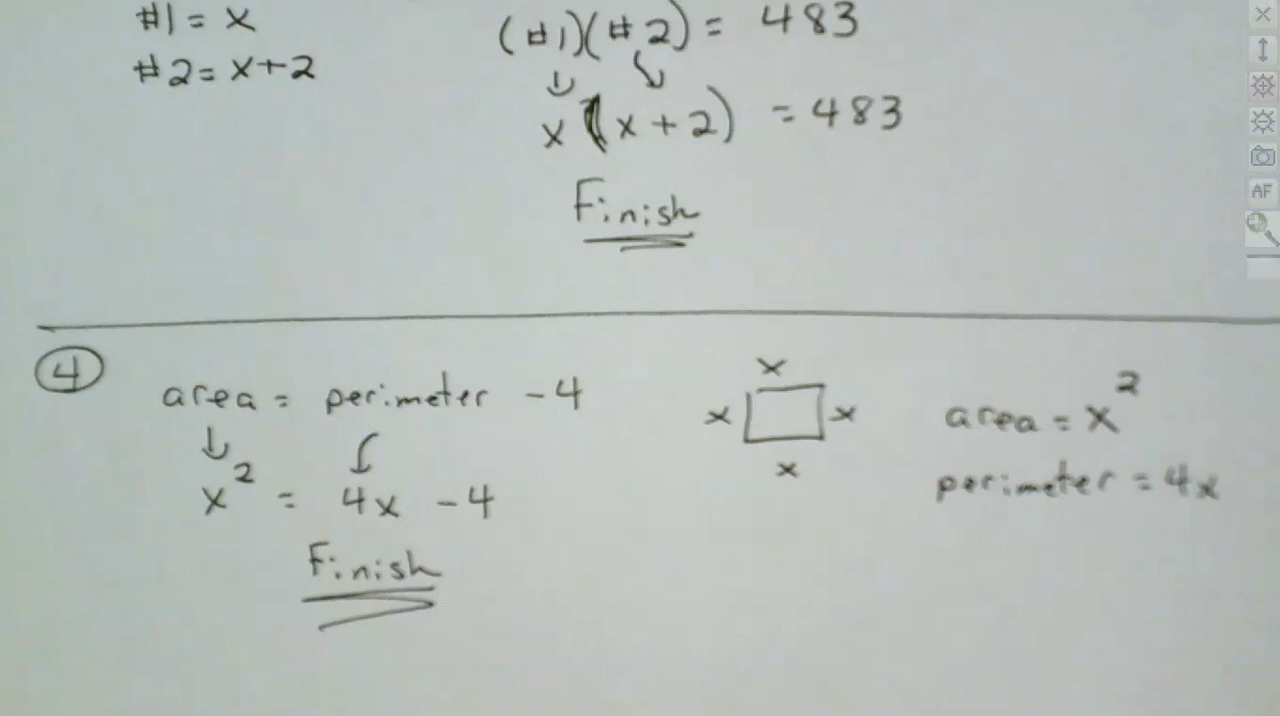 #1 = x
(#1)(#2) = 483
#2 = x+2
x (x + 2) = 483
Finish
4
area = perimeter - 4
x² = 4x - 4
Finish
x
x x
x
area = x²
perimeter = 4x
AF